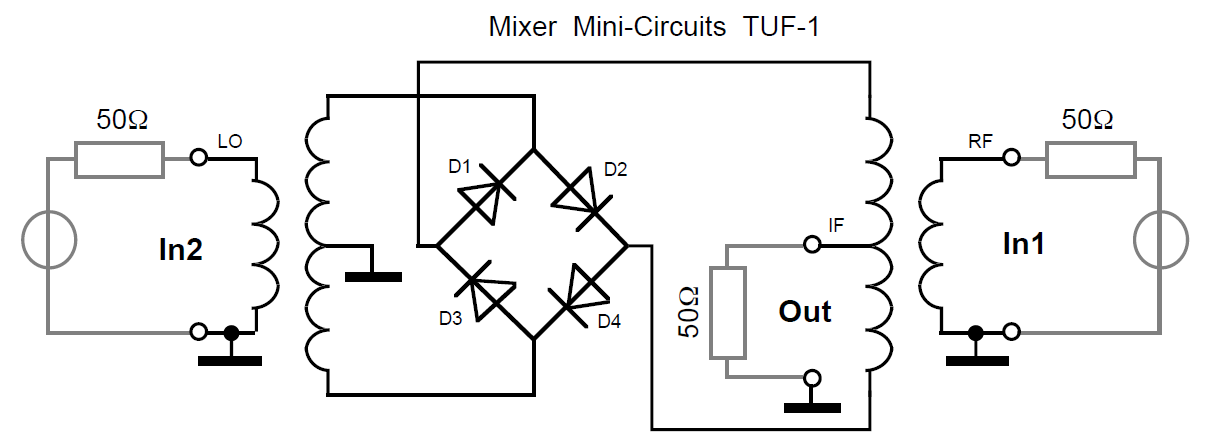 Mixer Mini-Circuits TUF-1
50Ω
LO
In2
D1
D2
D3
D4
IF
50Ω
Out
RF
50Ω
In1